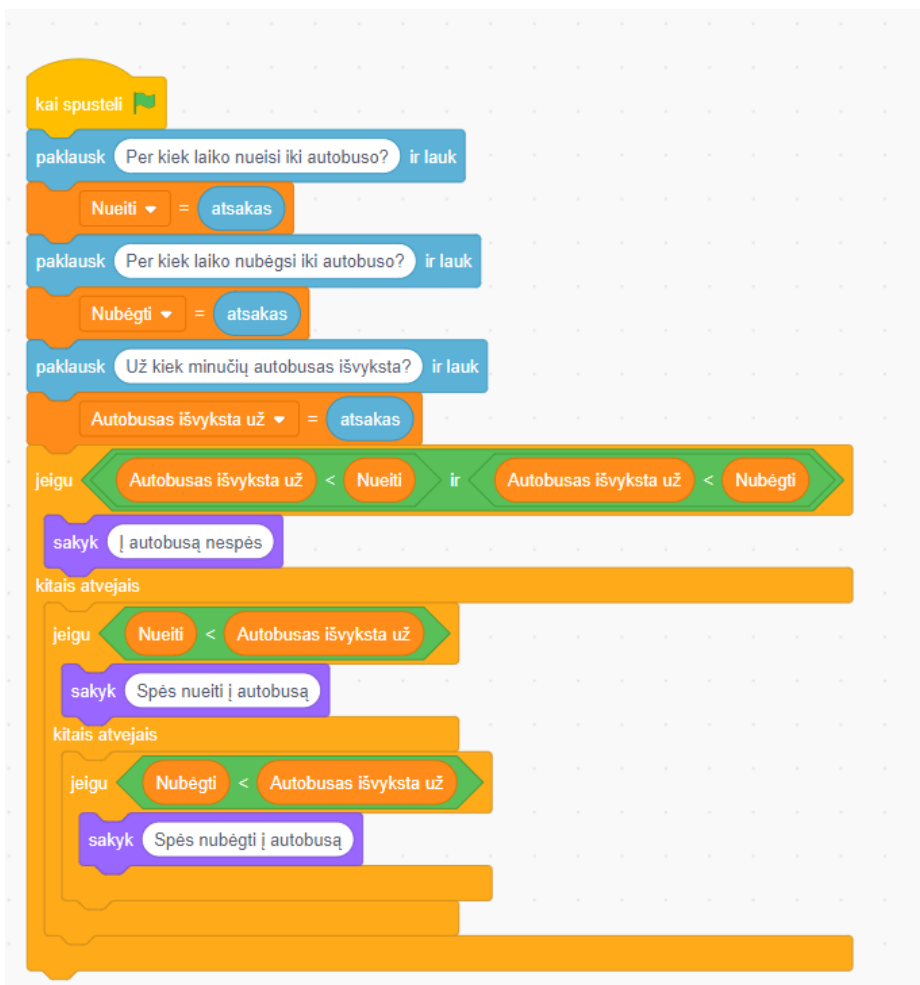 kai spusteli
paklausk Per kiek laiko nueisi iki autobuso? ir lauk
Nueiti = atsakas
paklausk Per kiek laiko nubėgsi iki autobuso? ir lauk
Nubėgti = atsakas
paklausk Už kiek minučių autobusas išvyksta? ir lauk
Autobusas išvyksta už = atsakas
jeigu Autobusas išvyksta už < Nueiti ir Autobusas išvyksta už < Nubėgti
sakyk Į autobusą nespės
kitais atvejais
jeigu Nueiti < Autobusas išvyksta už
sakyk Spės nueiti į autobusą
kitais atvejais
jeigu Nubėgti < Autobusas išvyksta už
sakyk Spės nubėgti į autobusą